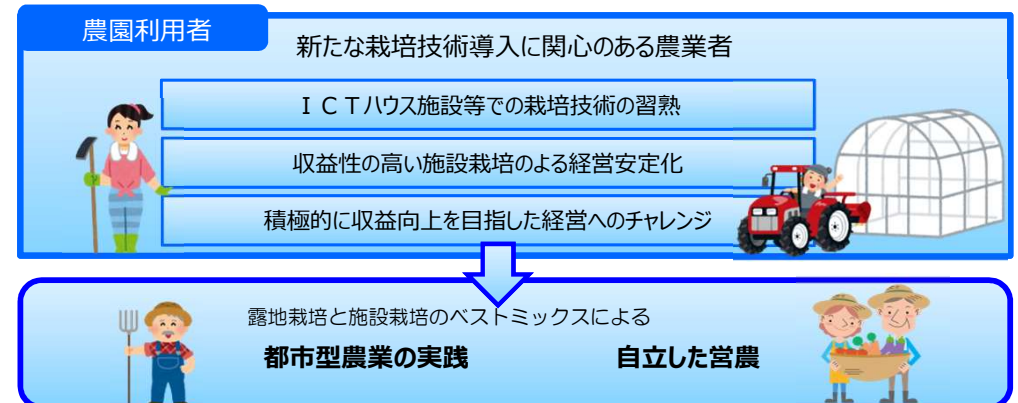 農園利用者
新たな栽培技術導入に関心のある農業者
ＩＣＴハウス施設等での栽培技術の習熟
収益性の高い施設栽培のよる経営安定化
積極的に収益向上を目指した経営へのチャレンジ
露地栽培と施設栽培のベストミックスによる
都市型農業の実践　自立した営農